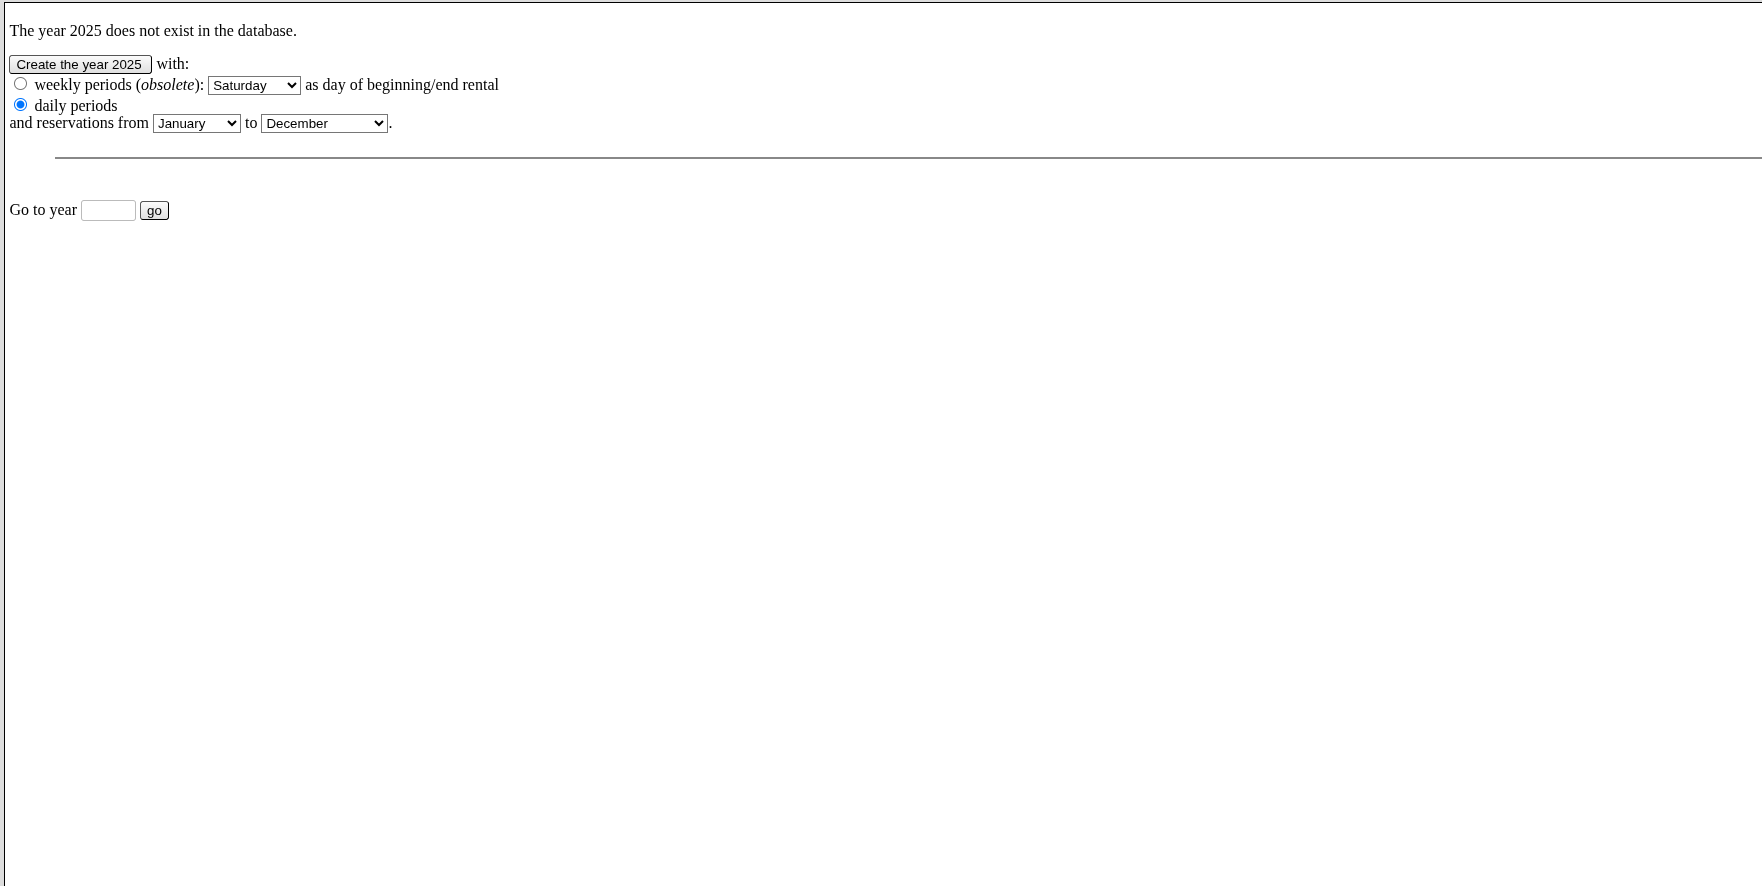 The year 2025 does not exist in the database.
Create the year 2025 with:
weekly periods (obsolete): Saturday as day of beginning/end rental
daily periods
and reservations from January to December.
Go to year go